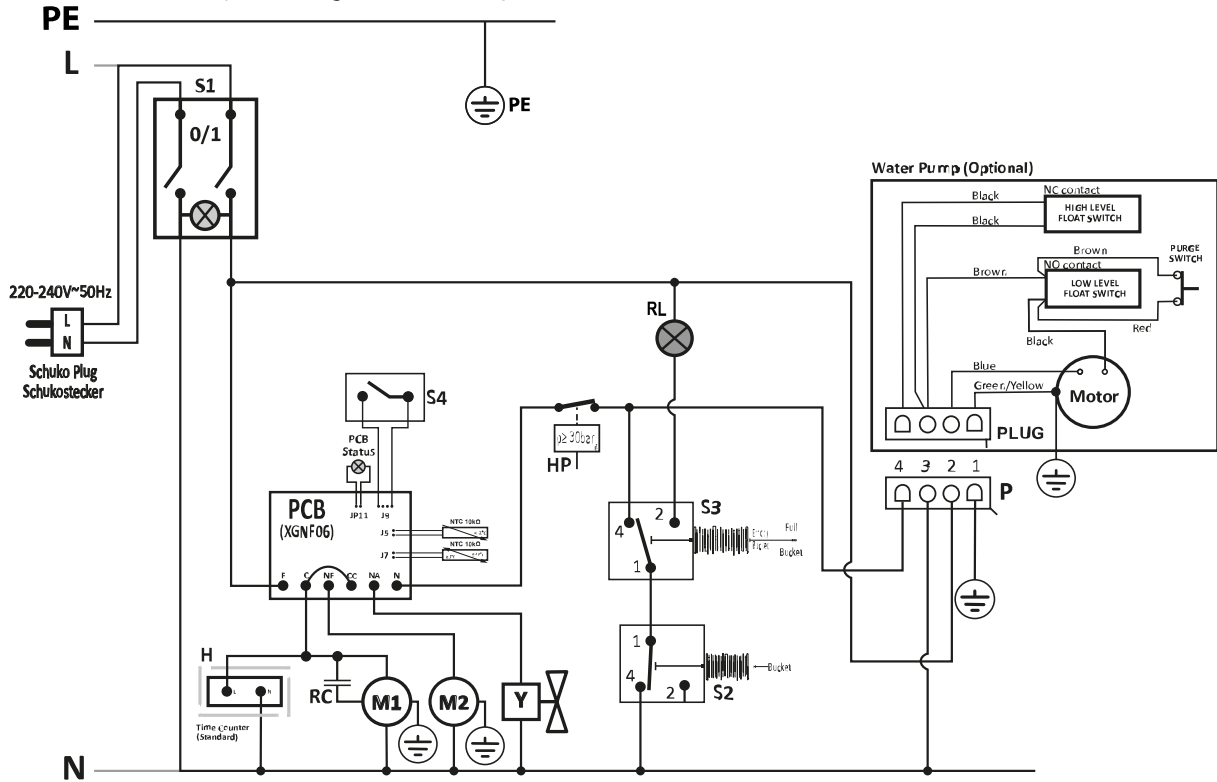 PE
L
S1
0/1
PE
220-240V~50Hz
L
N
Schuko Plug
Schukostecker
Water Pump (Optional)
NC contact
Black
HIGH LEVEL
FLOAT SWITCH
Black
Brown
PURGE
SWITCH
NO contact
Brown
LOW LEVEL
FLOAT SWITCH
Red
Black
Blue
Green/Yellow
Motor
PLUG
4 3 2 1
P
RL
S4
PCB
Status
HP
PCB
(XGNF06)
JP11
J5
NTC 10kΩ
J7
NTC 10kΩ
F C NF CC NA N
S3
4 2
1
Full
Bucket
1
4
2
S2
Bucket
H
L N
Time Counter
(Standard)
RC
M1
M2
Y
N